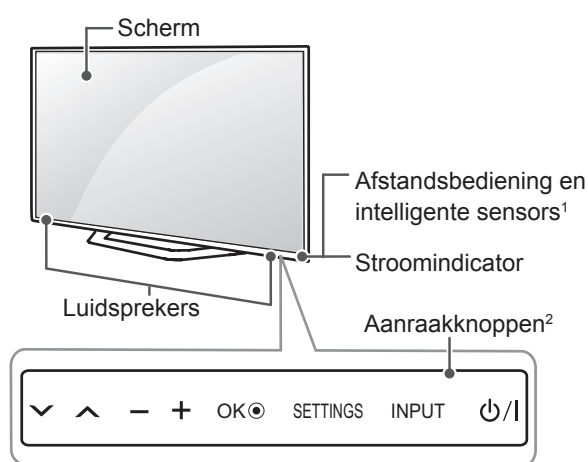 Scherm
Afstandsbediening en
intelligente sensors¹
Stroomindicator
Luidsprekers
Aanraakknoppen²
OK SETTINGS INPUT